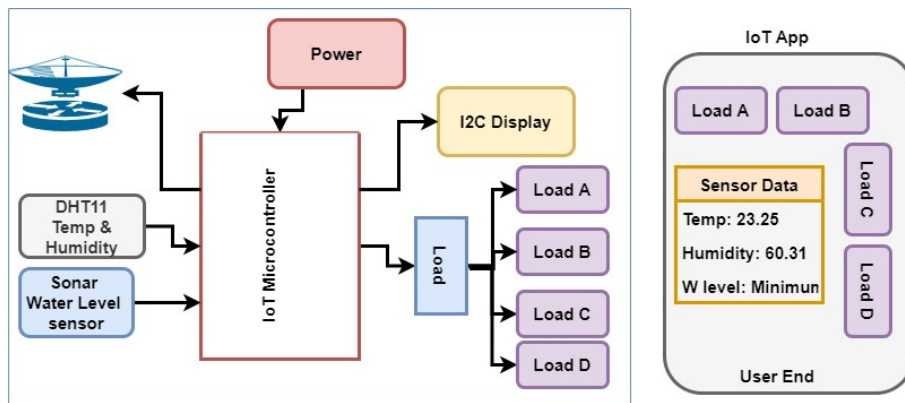 Power
I2C Display
IoT Microcontroller
DHT11
Temp &
Humidity
Sonar
Water Level
sensor
Load
Load A
Load B
Load C
Load D
IoT App
Load A
Load B
Load C
Load D
Sensor Data
Temp: 23.25
Humidity: 60.31
W level: Minimun
User End